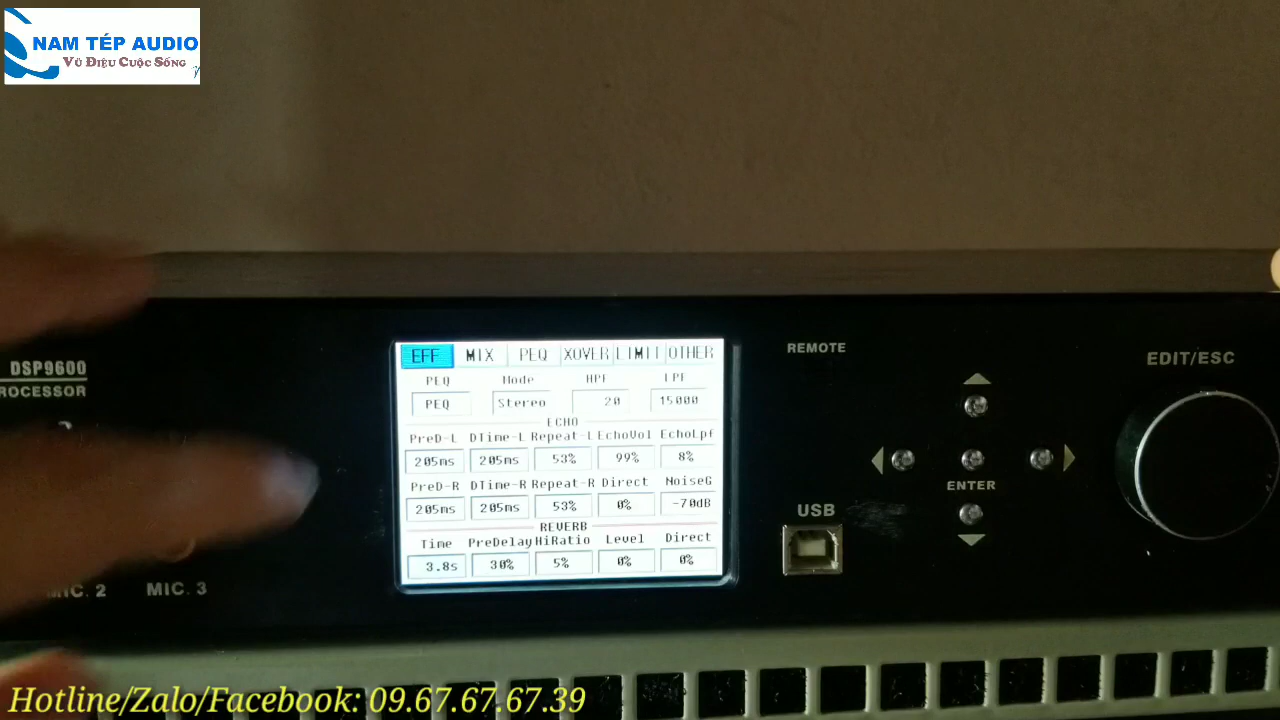 NAM TÉP AUDIO
VŨ ĐIỆU CUỘC SỐNG
DSP9600
ROCESSOR
MIC. 2
MIC. 3
EFF MIX PEQ XOVER LIMIT OTHER
PEQ Mode HPF LPF
PEQ Stereo 20 15000
ECHO
PreD-L DTime-L Repeat-L EchoVol EchoLpf
205ms 205ms 53% 99% 8%
PreD-R DTime-R Repeat-R Direct NoiseG
205ms 205ms 53% 0% -70dB
REVERB
Time PreDelay HiRatio Level Direct
3.8s 30% 5% 0% 0%
REMOTE
USB
ENTER
EDIT/ESC
Hotline/Zalo/Facebook: 09.67.67.67.39